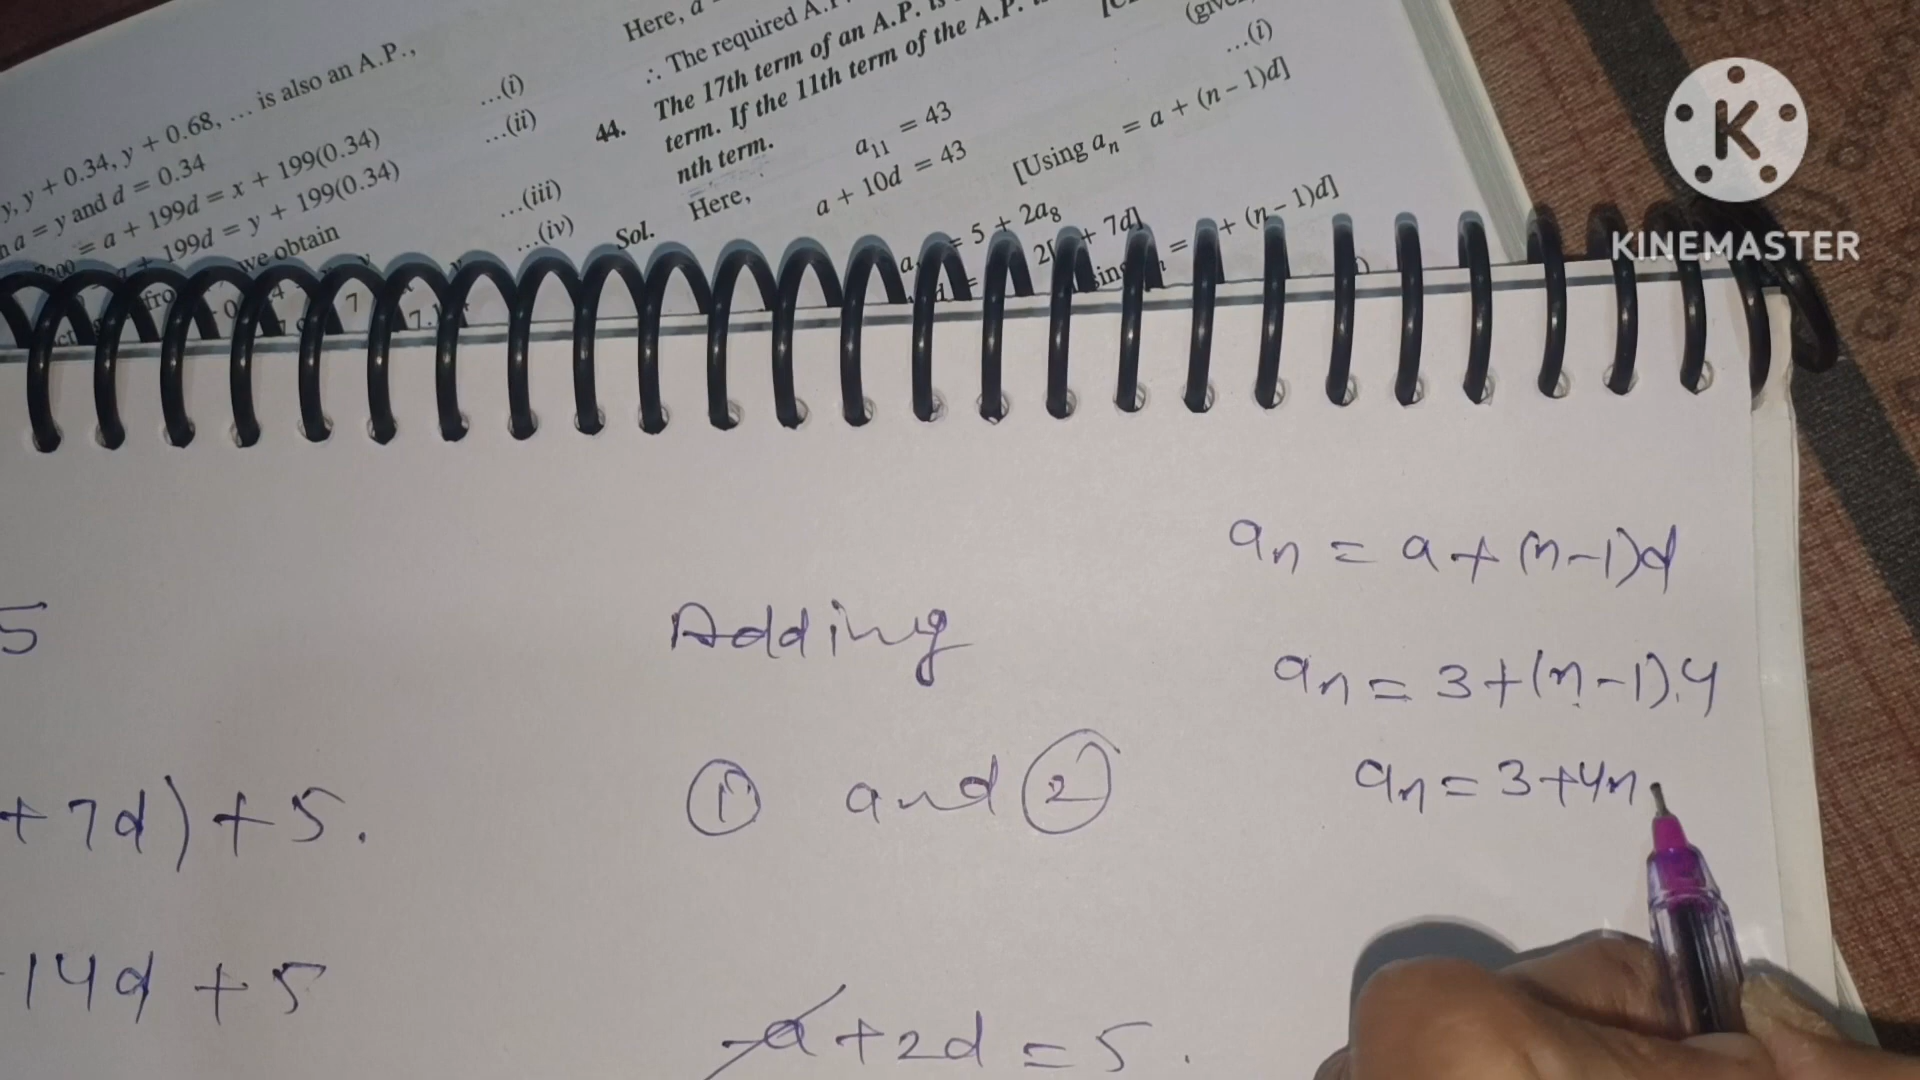 y, y + 0.34, y + 0.68, ... is also an A.P.,
a = y and d = 0.34 ...(i)
= a + 199d = x + 199(0.34) ...(ii)
199d = y + 199(0.34)
we obtain ...(iii)
...(iv)
Here, a
∴ The required A.P.
44. The 17th term of an A.P. is
term. If the 11th term of the A.P.
nth term.
Sol. Here, a₁₁ = 43
a + 10d = 43 ...(i)
[Using aₙ = a + (n − 1)d]
= 5 + 2a₈
2[ + 7d]
= + (n − 1)d]
K
KINEMASTER
5
+ 7d) + 5.
14d + 5
Adding
① and ②
-a + 2d = 5.
aₙ = a + (n-1)d
aₙ = 3 + (n-1).4
aₙ = 3 + 4n